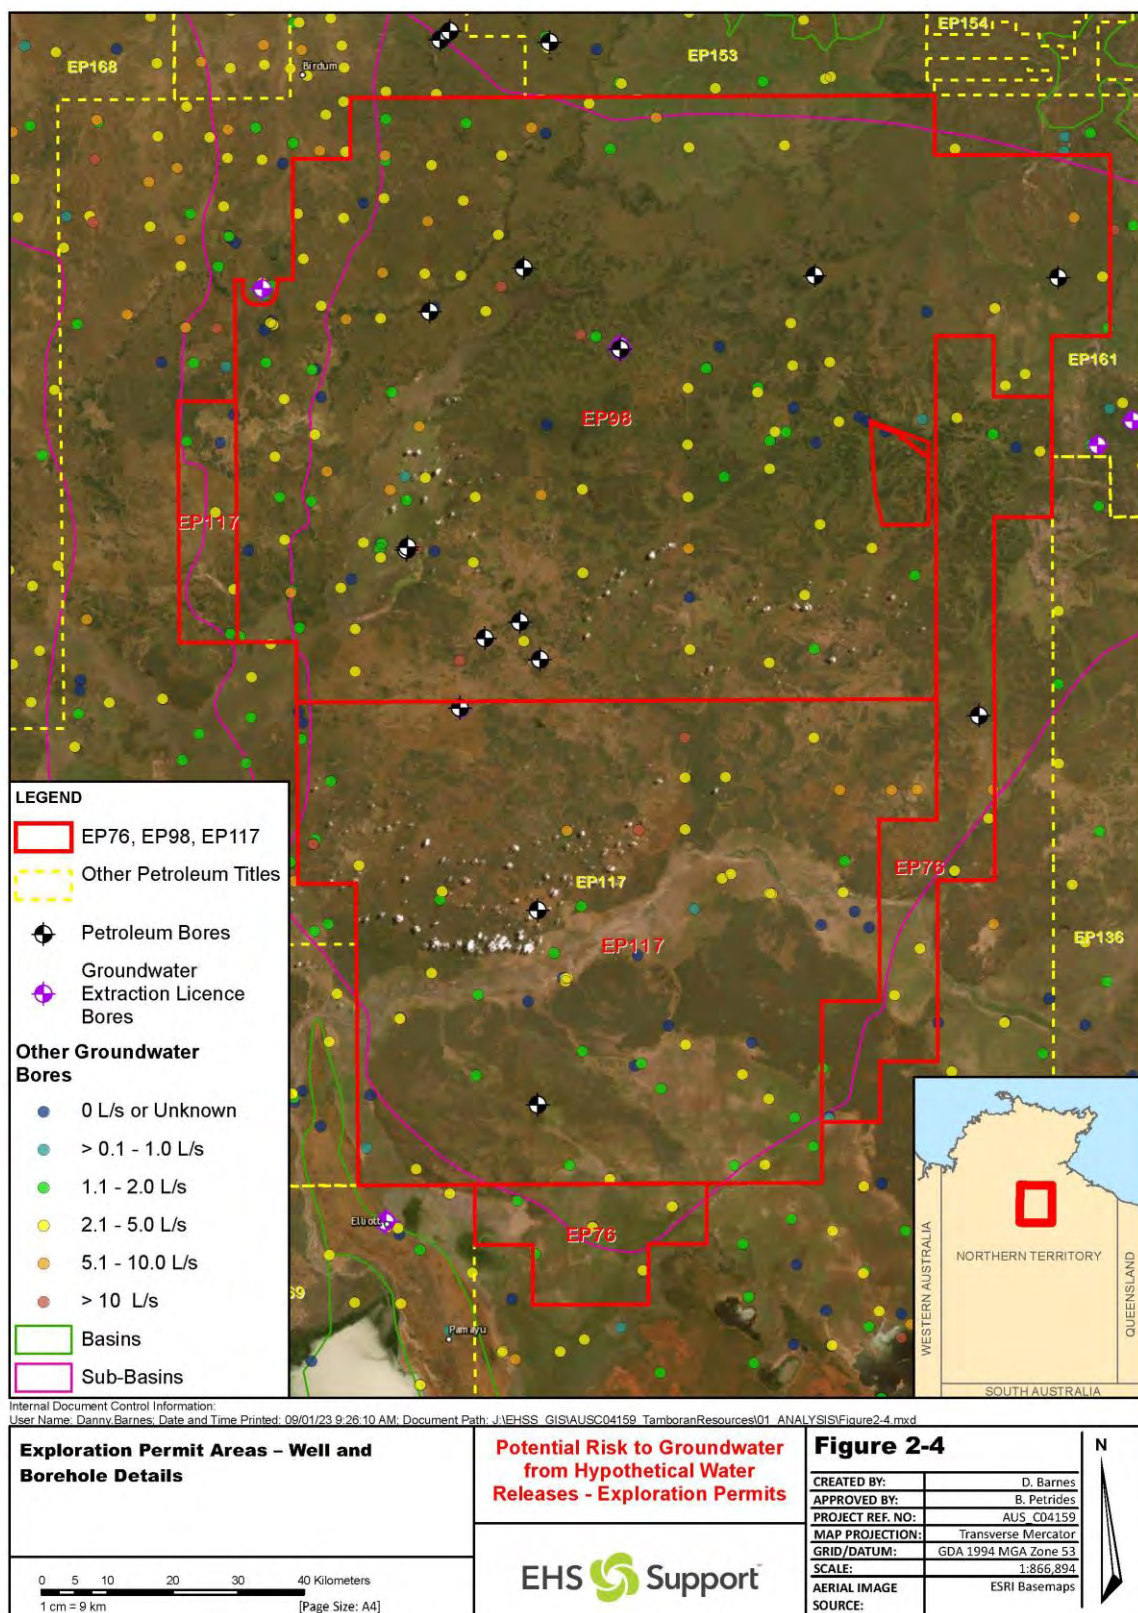 EP154
EP168
EP153
Birdum
EP161
EP98
EP117
EP76
EP117
EP117
EP136
Elliott
EP76
69
Pamayu
LEGEND
EP76, EP98, EP117
Other Petroleum Titles
Petroleum Bores
Groundwater
Extraction Licence
Bores
Other Groundwater
Bores
0 L/s or Unknown
> 0.1 - 1.0 L/s
1.1 - 2.0 L/s
2.1 - 5.0 L/s
5.1 - 10.0 L/s
> 10 L/s
Basins
Sub-Basins
WESTERN AUSTRALIA
NORTHERN TERRITORY
QUEENSLAND
SOUTH AUSTRALIA
Internal Document Control Information:
User Name: Danny.Barnes; Date and Time Printed: 09/01/23 9:26:10 AM; Document Path: J:\EHSS_GIS\AUSC04159_TamboranResources\01_ANALYSIS\Figure2-4.mxd
Exploration Permit Areas – Well and
Borehole Details
0 5 10 20 30 40 Kilometers
1 cm = 9 km [Page Size: A4]
Potential Risk to Groundwater
from Hypothetical Water
Releases - Exploration Permits
EHS Support™
Figure 2-4
CREATED BY: D. Barnes
APPROVED BY: B. Petrides
PROJECT REF. NO: AUS_C04159
MAP PROJECTION: Transverse Mercator
GRID/DATUM: GDA 1994 MGA Zone 53
SCALE: 1:866,894
AERIAL IMAGE ESRI Basemaps
SOURCE:
N